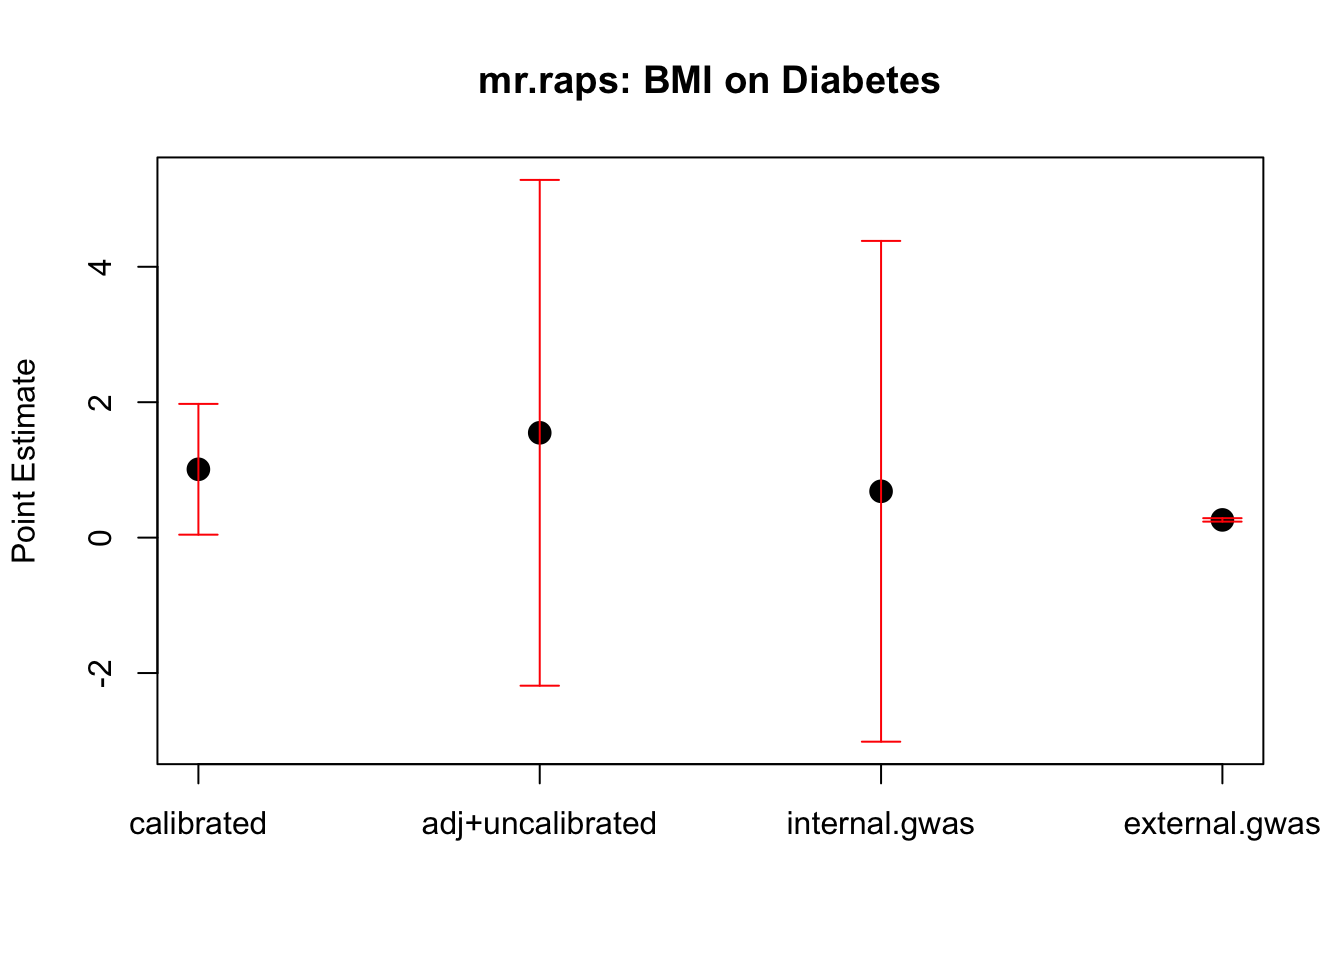 mr.raps: BMI on Diabetes
Point Estimate
4
2
0
-2
calibrated
adj+uncalibrated
internal.gwas
external.gwas